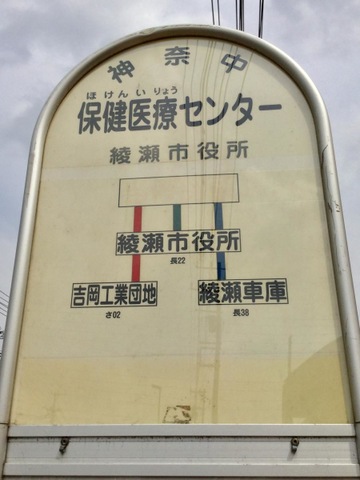 神奈中
ほけんいりょう
保健医療センター
綾瀬市役所
綾瀬市役所
長22
吉岡工業団地 綾瀬車庫
さ02 長38